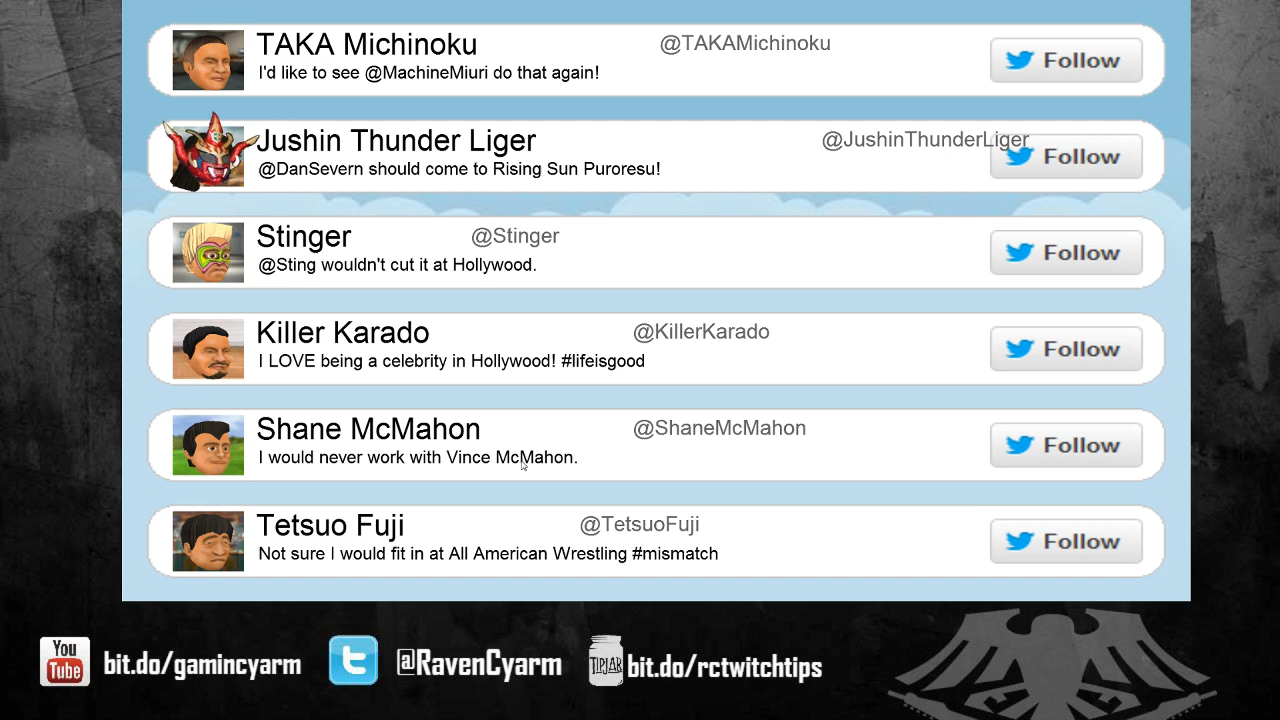 TAKA Michinoku @TAKAMichinoku Follow
I'd like to see @MachineMiuri do that again!
Jushin Thunder Liger @JushinThunderLiger Follow
@DanSevern should come to Rising Sun Puroresu!
Stinger @Stinger Follow
@Sting wouldn't cut it at Hollywood.
Killer Karado @KillerKarado Follow
I LOVE being a celebrity in Hollywood! #lifeisgood
Shane McMahon @ShaneMcMahon Follow
I would never work with Vince McMahon.
Tetsuo Fuji @TetsuoFuji Follow
Not sure I would fit in at All American Wrestling #mismatch
You Tube bit.do/gamincyarm @RavenCyarm TIPJAR bit.do/rctwitchtips